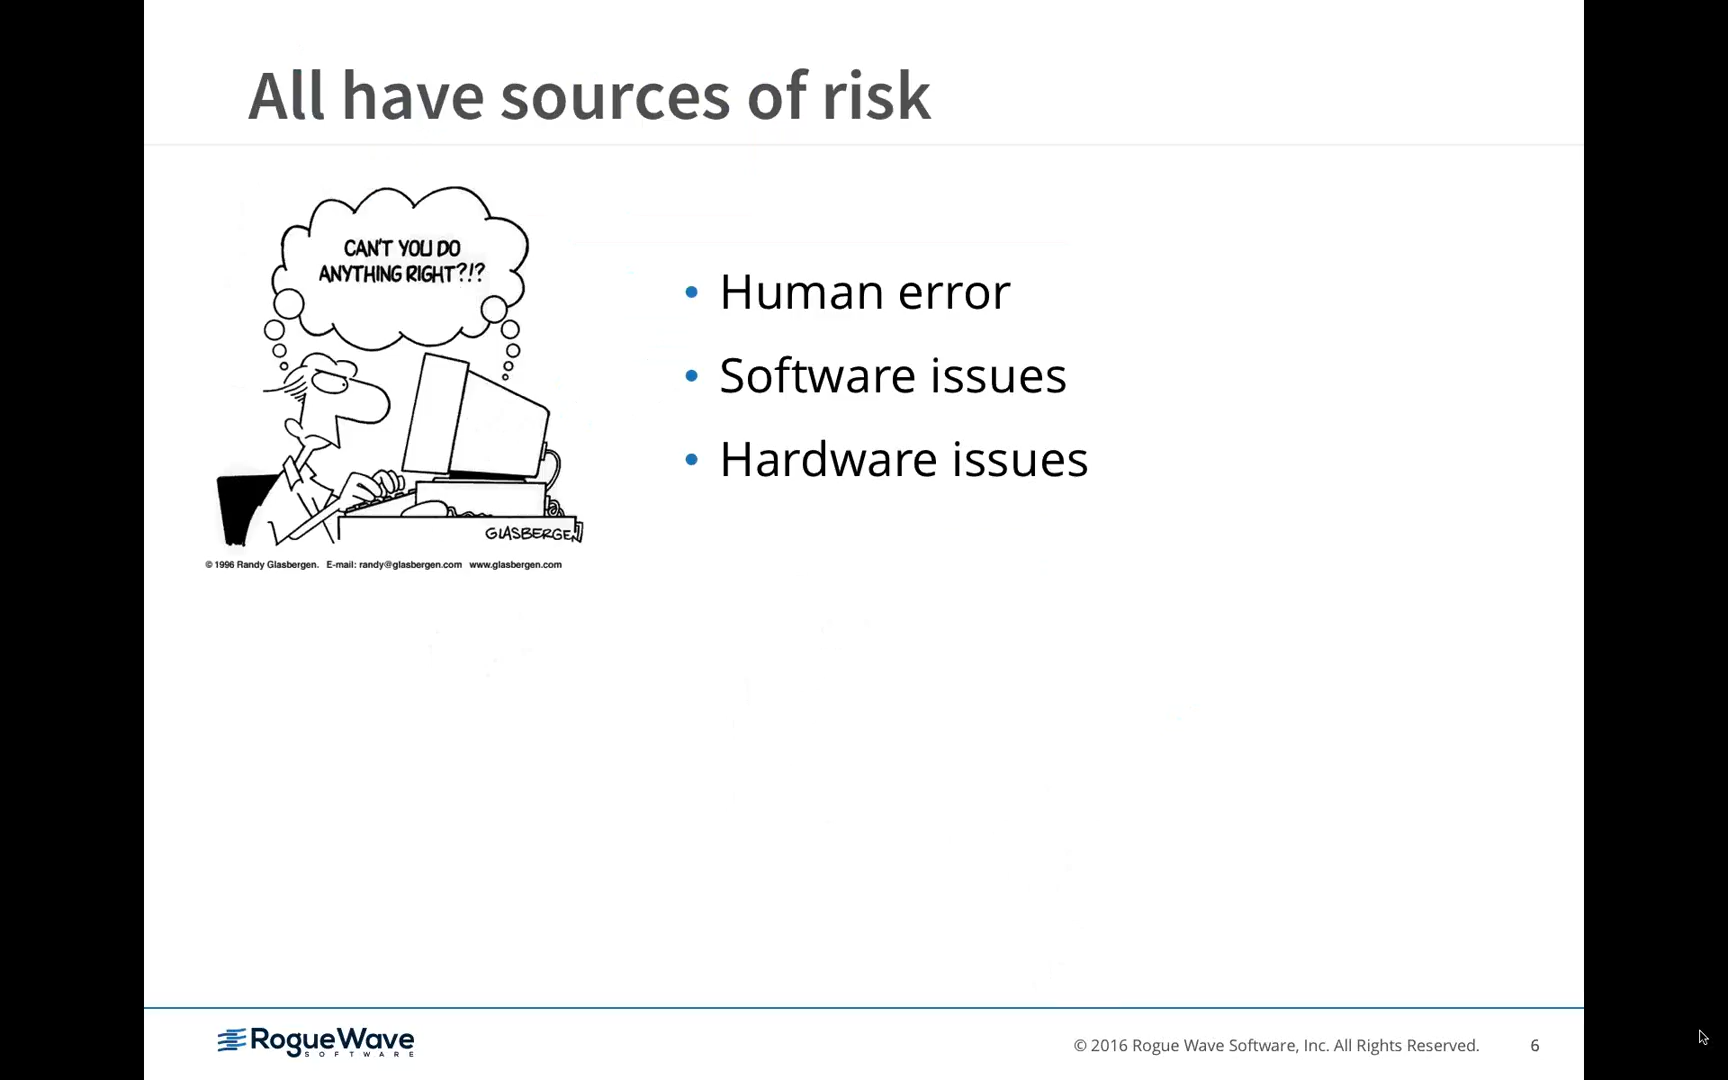 All have sources of risk
CAN'T YOU DO
ANYTHING RIGHT?!?
GLASBERGEN
© 1996 Randy Glasbergen. E-mail: randy@glasbergen.com www.glasbergen.com
• Human error
• Software issues
• Hardware issues
RogueWave
SOFTWARE
© 2016 Rogue Wave Software, Inc. All Rights Reserved.
6